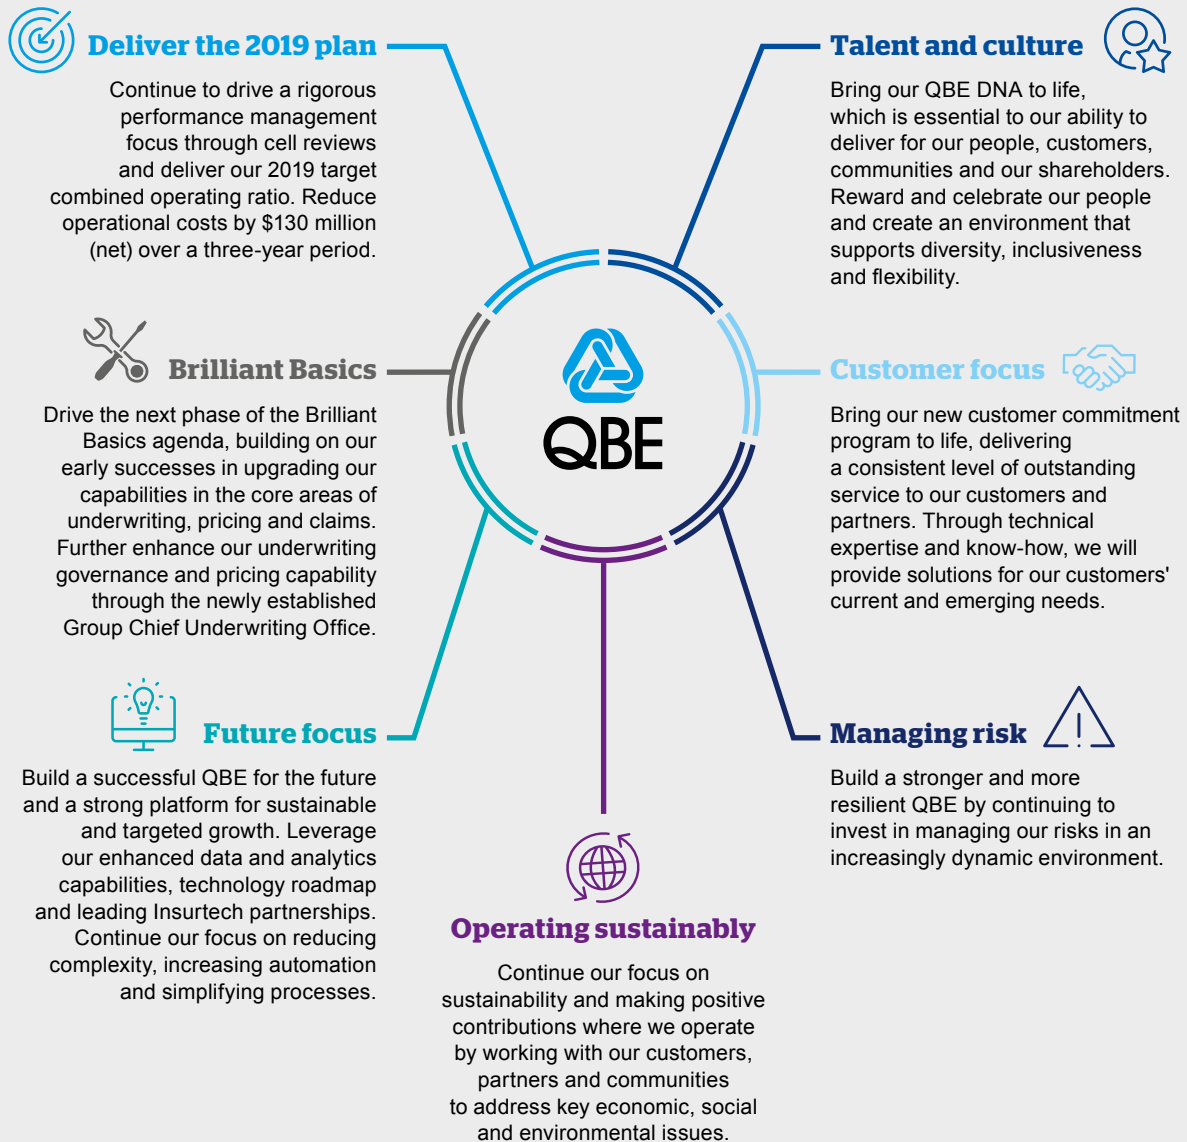 Deliver the 2019 plan
Continue to drive a rigorous
performance management
focus through cell reviews
and deliver our 2019 target
combined operating ratio. Reduce
operational costs by $130 million
(net) over a three-year period.
Talent and culture
Bring our QBE DNA to life,
which is essential to our ability to
deliver for our people, customers,
communities and our shareholders.
Reward and celebrate our people
and create an environment that
supports diversity, inclusiveness
and flexibility.
Brilliant Basics
Drive the next phase of the Brilliant
Basics agenda, building on our
early successes in upgrading our
capabilities in the core areas of
underwriting, pricing and claims.
Further enhance our underwriting
governance and pricing capability
through the newly established
Group Chief Underwriting Office.
QBE
Customer focus
Bring our new customer commitment
program to life, delivering
a consistent level of outstanding
service to our customers and
partners. Through technical
expertise and know-how, we will
provide solutions for our customers'
current and emerging needs.
Future focus
Build a successful QBE for the future
and a strong platform for sustainable
and targeted growth. Leverage
our enhanced data and analytics
capabilities, technology roadmap
and leading Insurtech partnerships.
Continue our focus on reducing
complexity, increasing automation
and simplifying processes.
Managing risk
Build a stronger and more
resilient QBE by continuing to
invest in managing our risks in an
increasingly dynamic environment.
Operating sustainably
Continue our focus on
sustainability and making positive
contributions where we operate
by working with our customers,
partners and communities
to address key economic, social
and environmental issues.